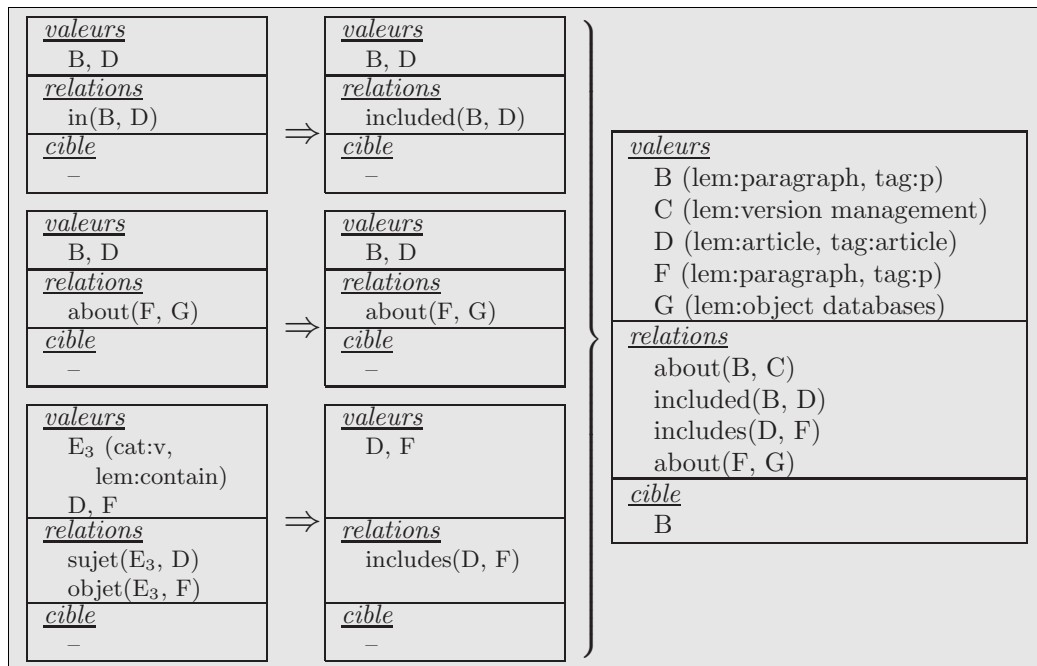 valeurs
B, D
relations
in(B, D)
cible
–
⇒
valeurs
B, D
relations
included(B, D)
cible
–
valeurs
B, D
relations
about(F, G)
cible
–
⇒
valeurs
B, D
relations
about(F, G)
cible
–
valeurs
E₃ (cat:v,
lem:contain)
D, F
relations
sujet(E₃, D)
objet(E₃, F)
cible
–
⇒
valeurs
D, F
relations
includes(D, F)
cible
–
valeurs
B (lem:paragraph, tag:p)
C (lem:version management)
D (lem:article, tag:article)
F (lem:paragraph, tag:p)
G (lem:object databases)
relations
about(B, C)
included(B, D)
includes(D, F)
about(F, G)
cible
B